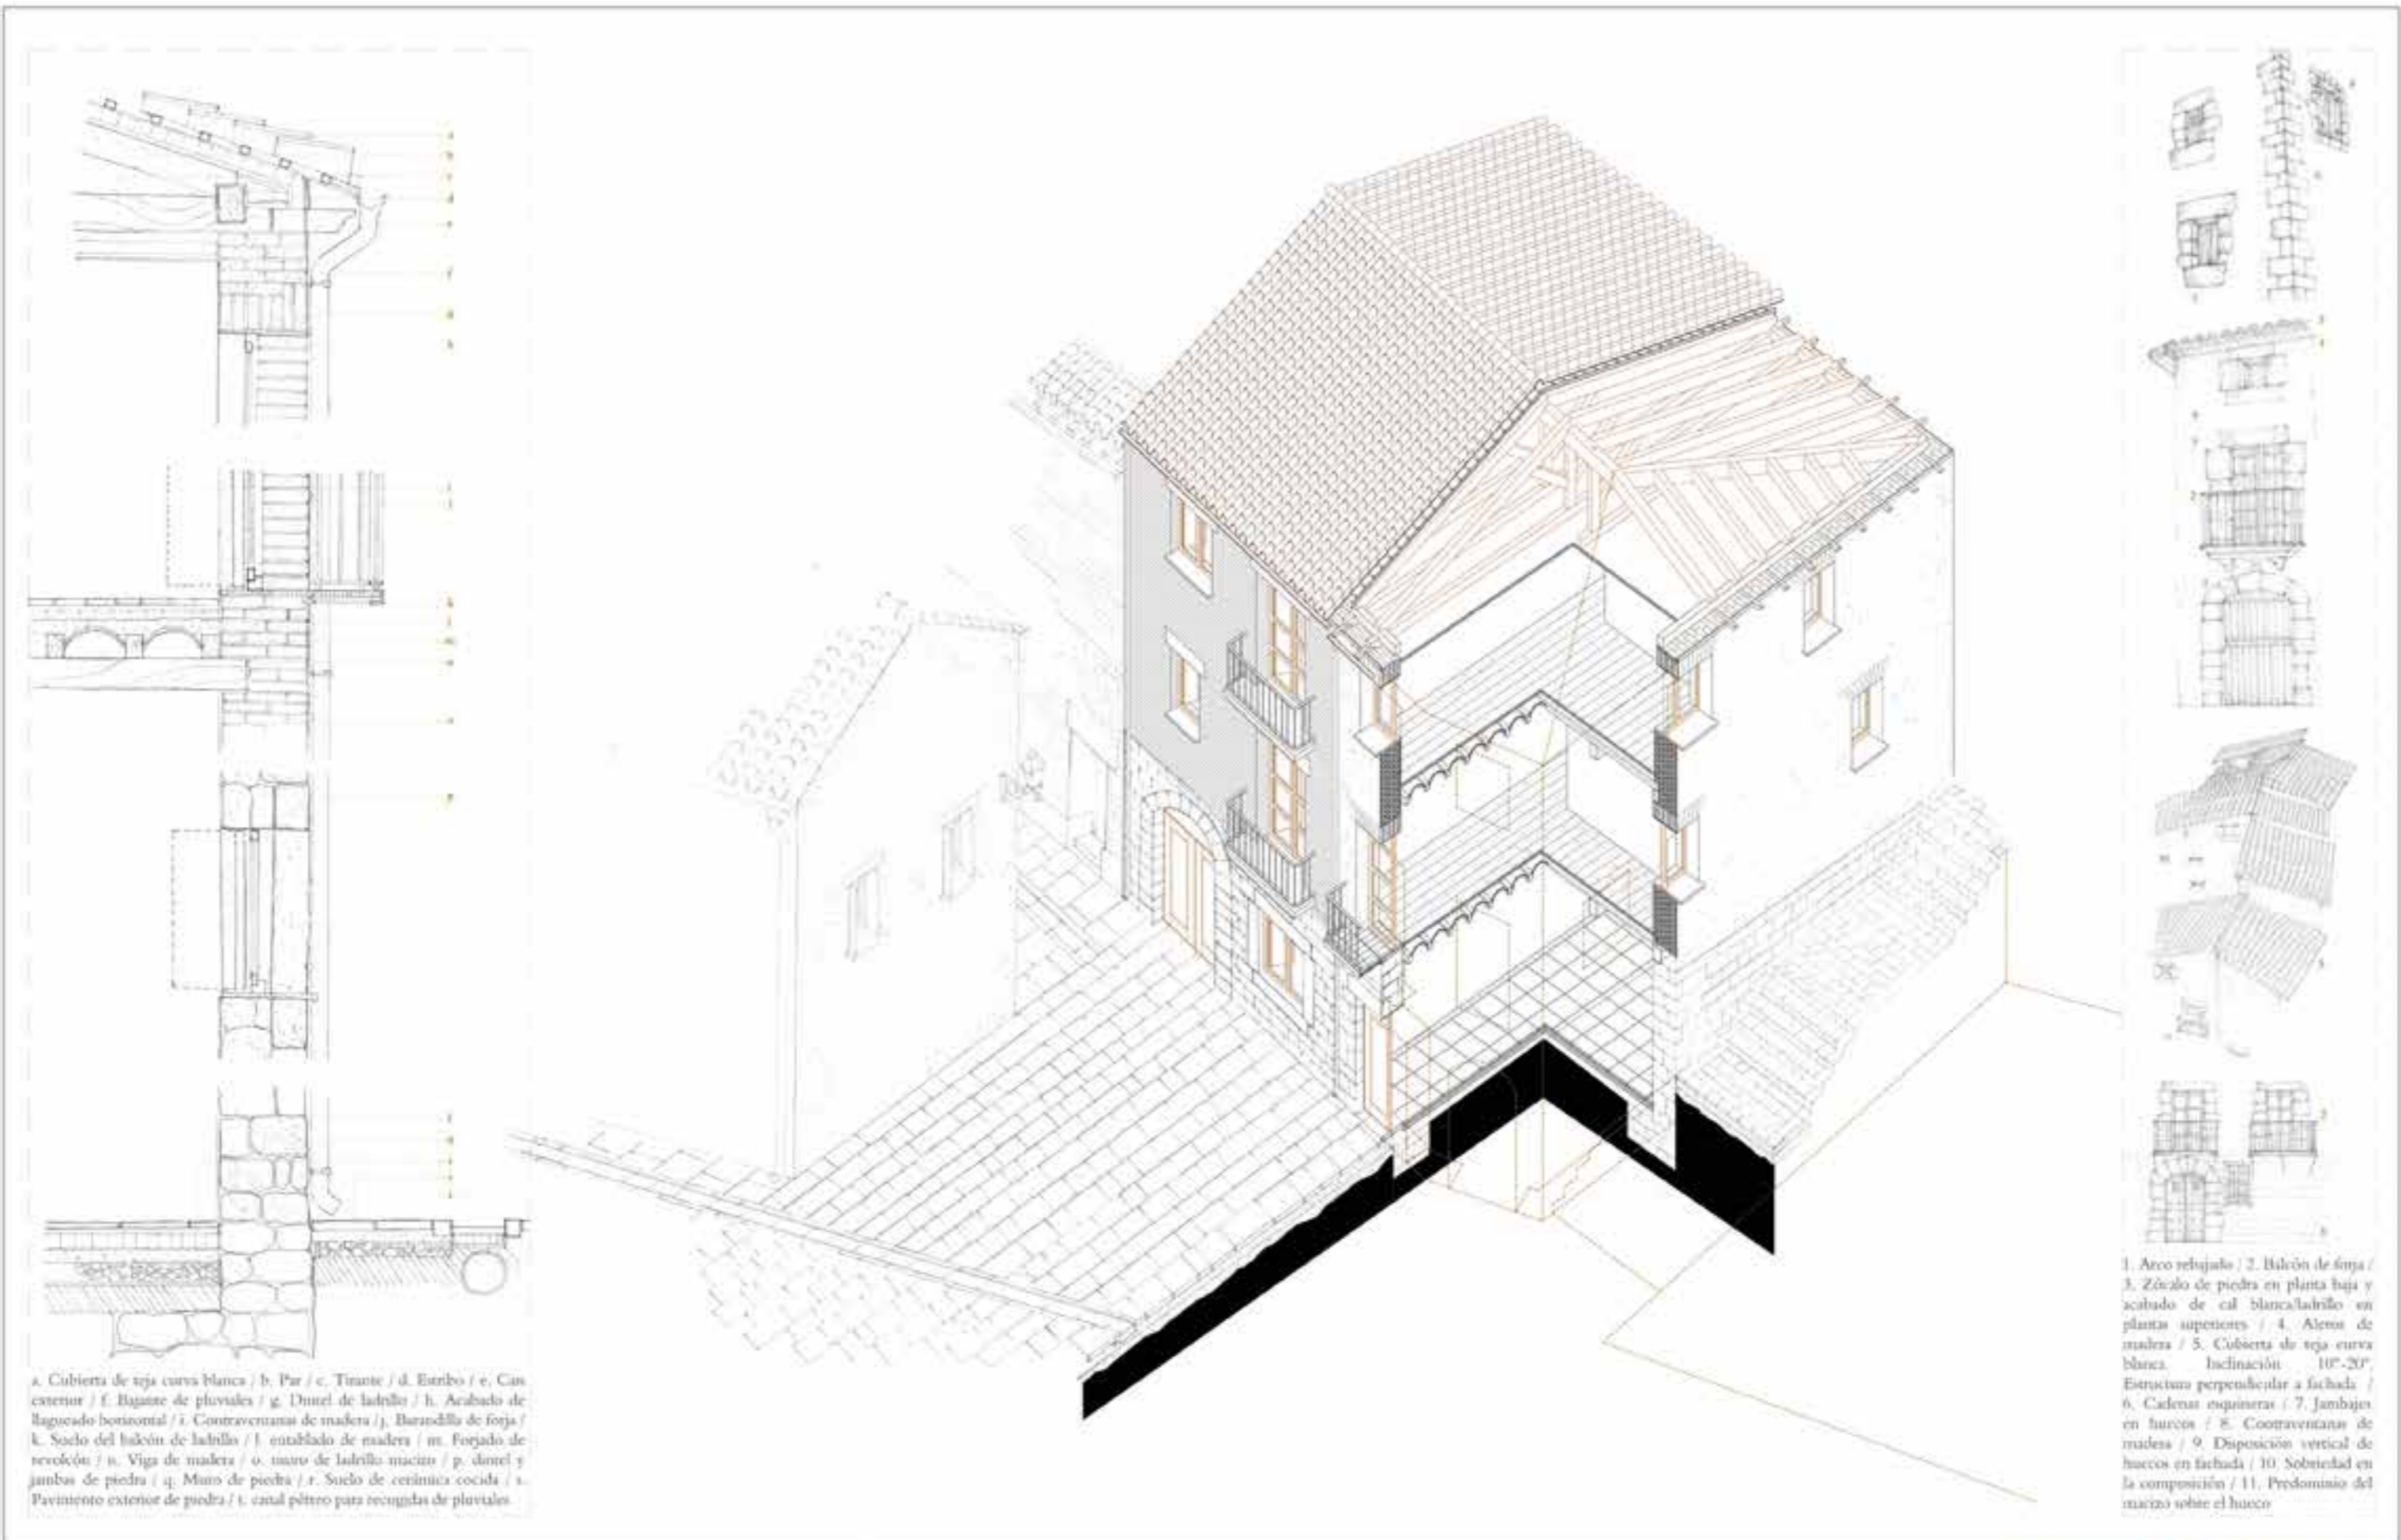 a. Cubierta de teja curva blanca / b. Par / c. Tirante / d. Estribo / e. Can
exterior / f. Bajante de pluviales / g. Dintel de ladrillo / h. Acabado de
llagueado horizontal / i. Contraventanas de madera / j. Barandilla de forja /
k. Suelo del balcón de ladrillo / l. entablado de madera / m. Forjado de
revolcón / n. Viga de madera / o. muro de ladrillo macizo / p. dintel y
jambas de piedra / q. Muro de piedra / r. Suelo de cerámica cocida / s.
Pavimento exterior de piedra / t. canal pétreo para recogidas de pluviales
1. Arco rebajado / 2. Balcón de forja /
3. Zócalo de piedra en planta baja y
acabado de cal blanca/ladrillo en
plantas superiores / 4. Aleros de
madera / 5. Cubierta de teja curva
blanca. Inclinación 10º-20º.
Estructura perpendicular a fachada /
6. Cadenas esquineras / 7. Jambajes
en huecos / 8. Contraventanas de
madera / 9. Disposición vertical de
huecos en fachada / 10. Sobriedad en
la composición / 11. Predominio del
macizo sobre el hueco